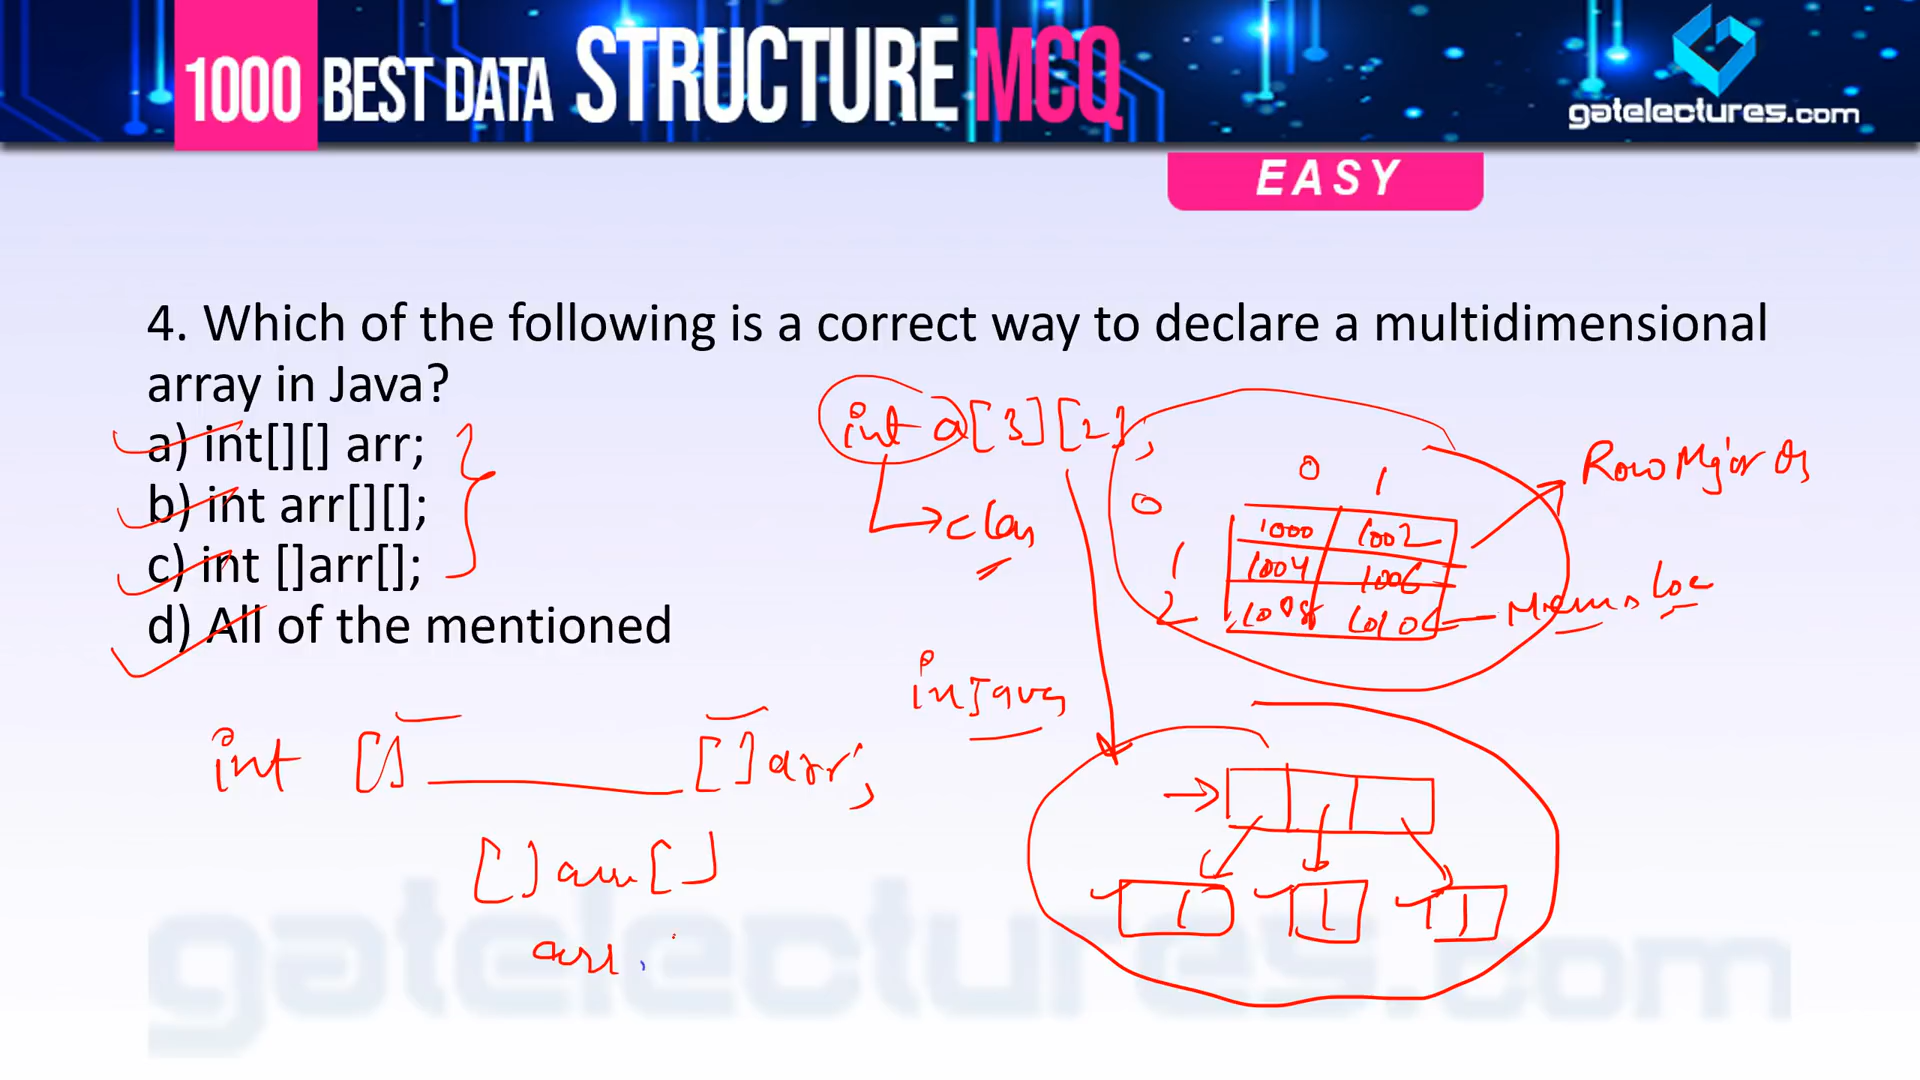 1000 BEST DATA STRUCTURE MCQ
gatelectures.com
EASY
4. Which of the following is a correct way to declare a multidimensional
array in Java?
a) int[][] arr;
b) int arr[][];
c) int []arr[];
d) All of the mentioned
int a[3][2];
0 1
0
1
2
1000 1002
1004 1006
1008 1010
Row Major
Mem. Loc
in Java
int [] [] arr;
[] arr []
arr
gatelectures.com